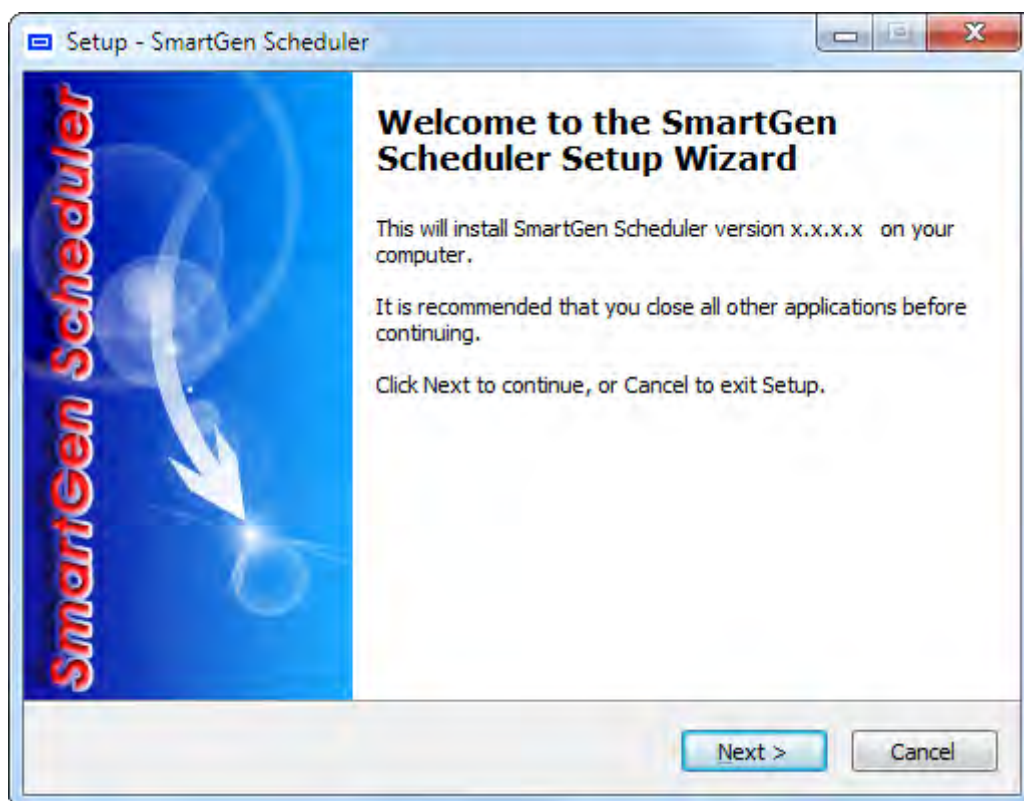 Setup - SmartGen Scheduler
SmartGen Scheduler
Welcome to the SmartGen
Scheduler Setup Wizard
This will install SmartGen Scheduler version x.x.x.x on your
computer.
It is recommended that you close all other applications before
continuing.
Click Next to continue, or Cancel to exit Setup.
Next >
Cancel